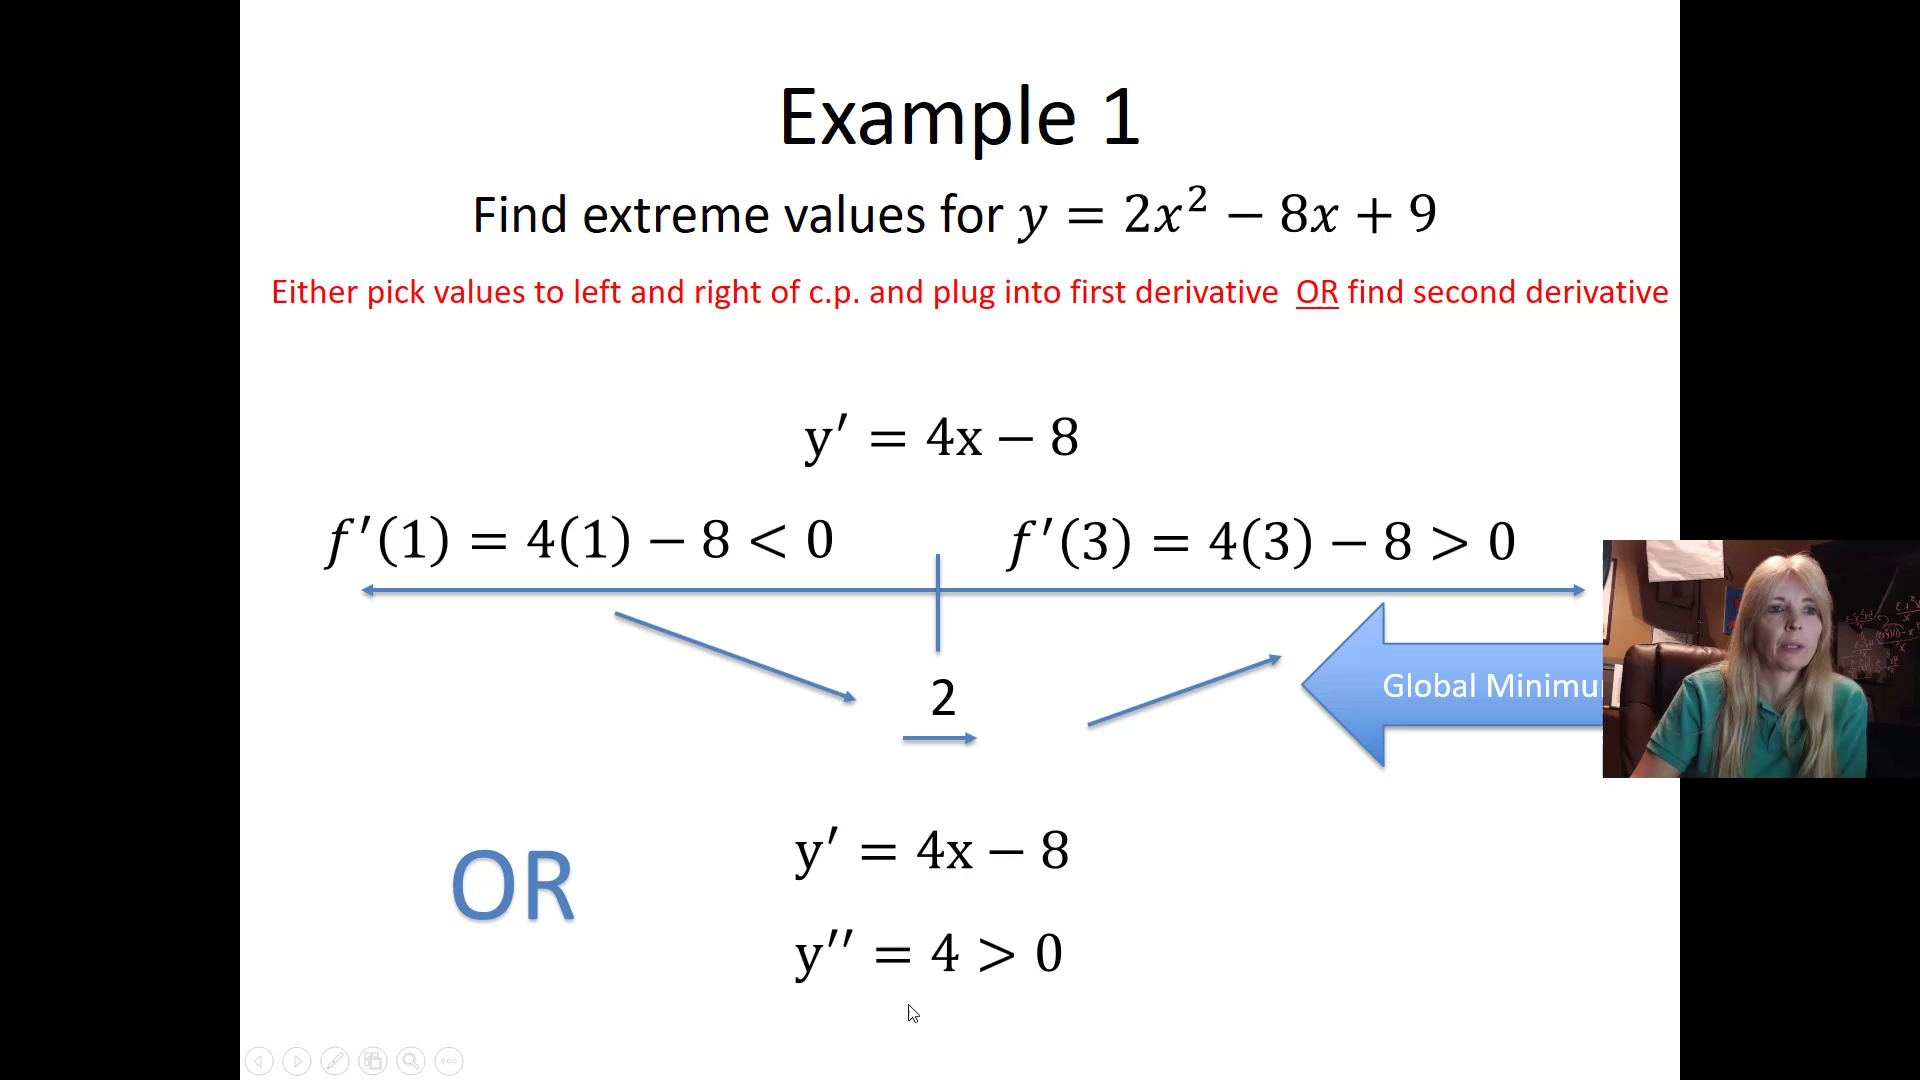 Example 1
Find extreme values for y = 2x² − 8x + 9
Either pick values to left and right of c.p. and plug into first derivative OR find second derivative
y′ = 4x − 8
f′(1) = 4(1) − 8 < 0
f′(3) = 4(3) − 8 > 0
Global Minimu
2
y′ = 4x − 8
OR
y′′ = 4 > 0